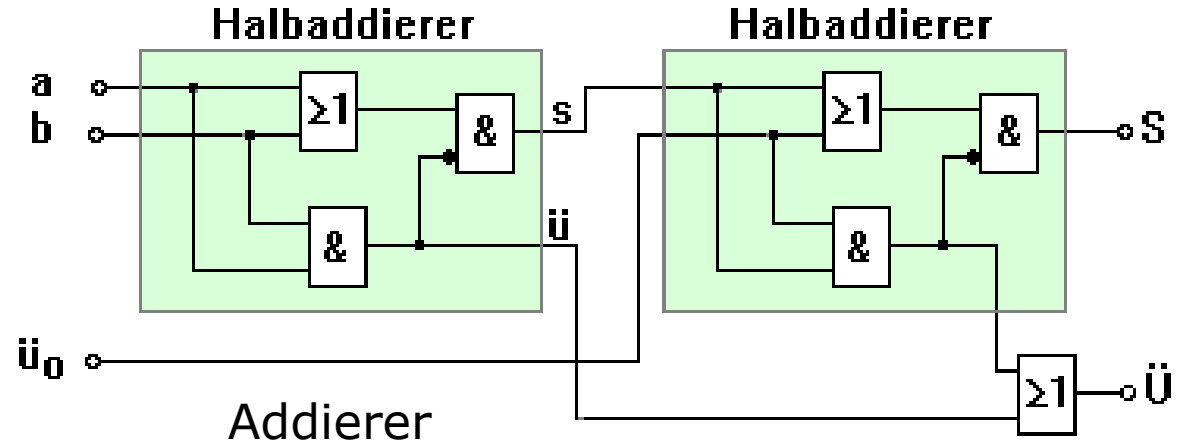 Halbaddierer Halbaddierer
a
b
≥1
&
s
&
ü
≥1
&
S
&
ü₀
≥1
Ü
Addierer